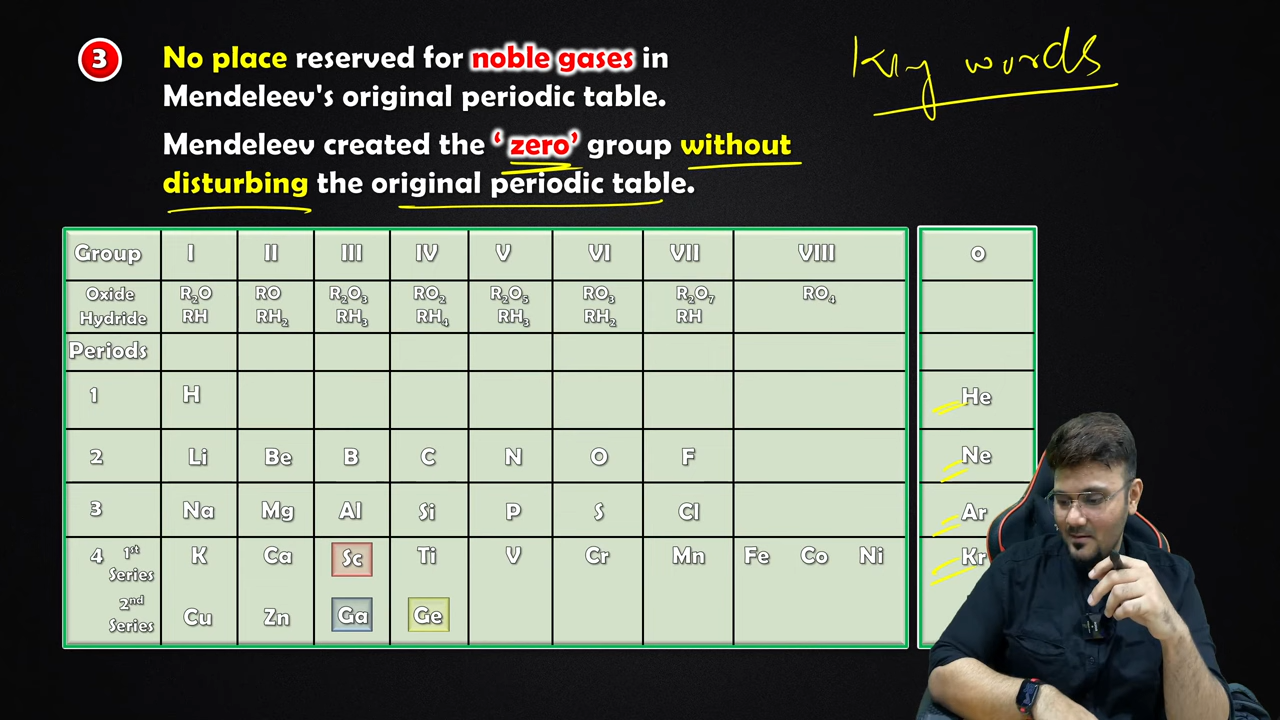 3
No place reserved for noble gases in
Mendeleev's original periodic table.
Key words
Mendeleev created the ‘zero’ group without
disturbing the original periodic table.
Group I II III IV V VI VII VIII 0
Oxide R₂O RO R₂O₃ RO₂ R₂O₅ RO₃ R₂O₇ RO₄
Hydride RH RH₂ RH₃ RH₄ RH₃ RH₂ RH
Periods
1 H He
2 Li Be B C N O F Ne
3 Na Mg Al Si P S Cl Ar
4 1st Series K Ca Sc Ti V Cr Mn Fe Co Ni Kr
2nd Series Cu Zn Ga Ge